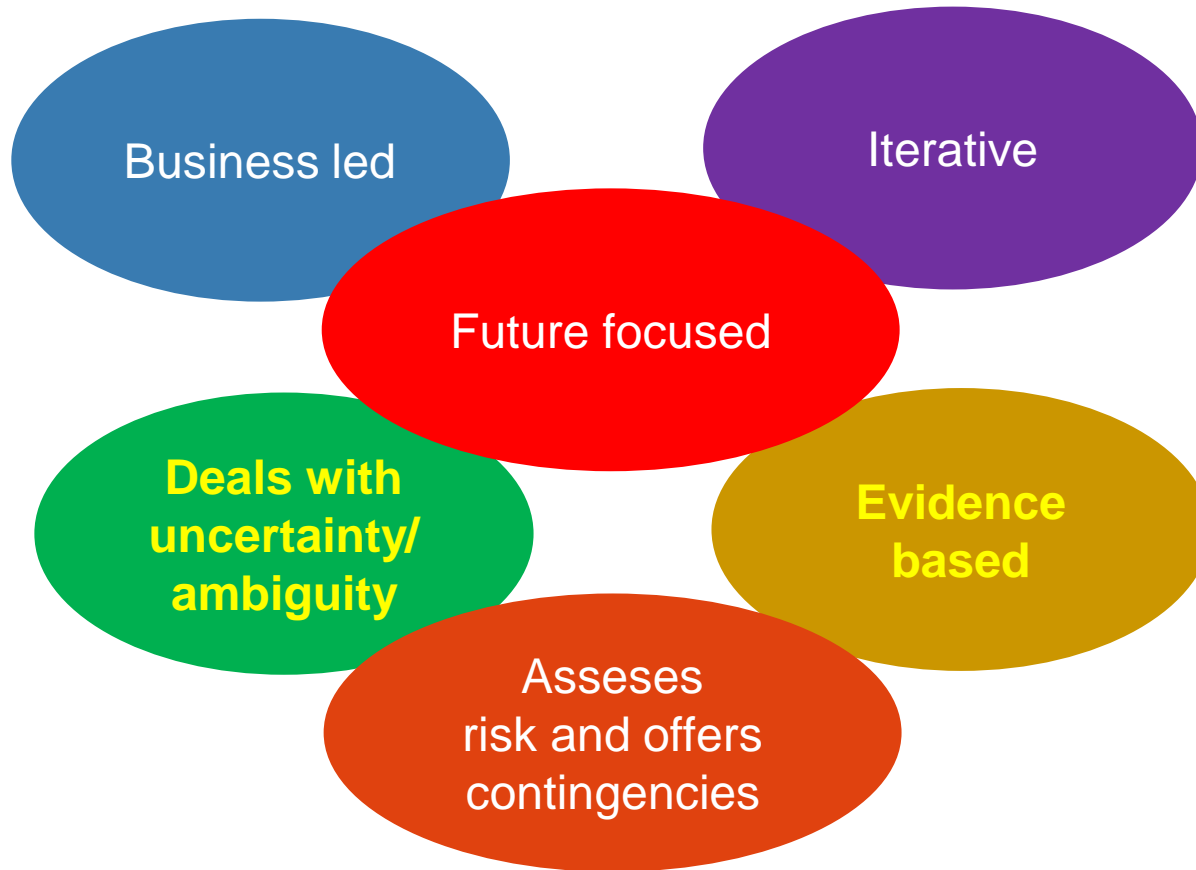 Business led
Iterative
Future focused
Deals with
uncertainty/
ambiguity
Evidence
based
Asseses
risk and offers
contingencies